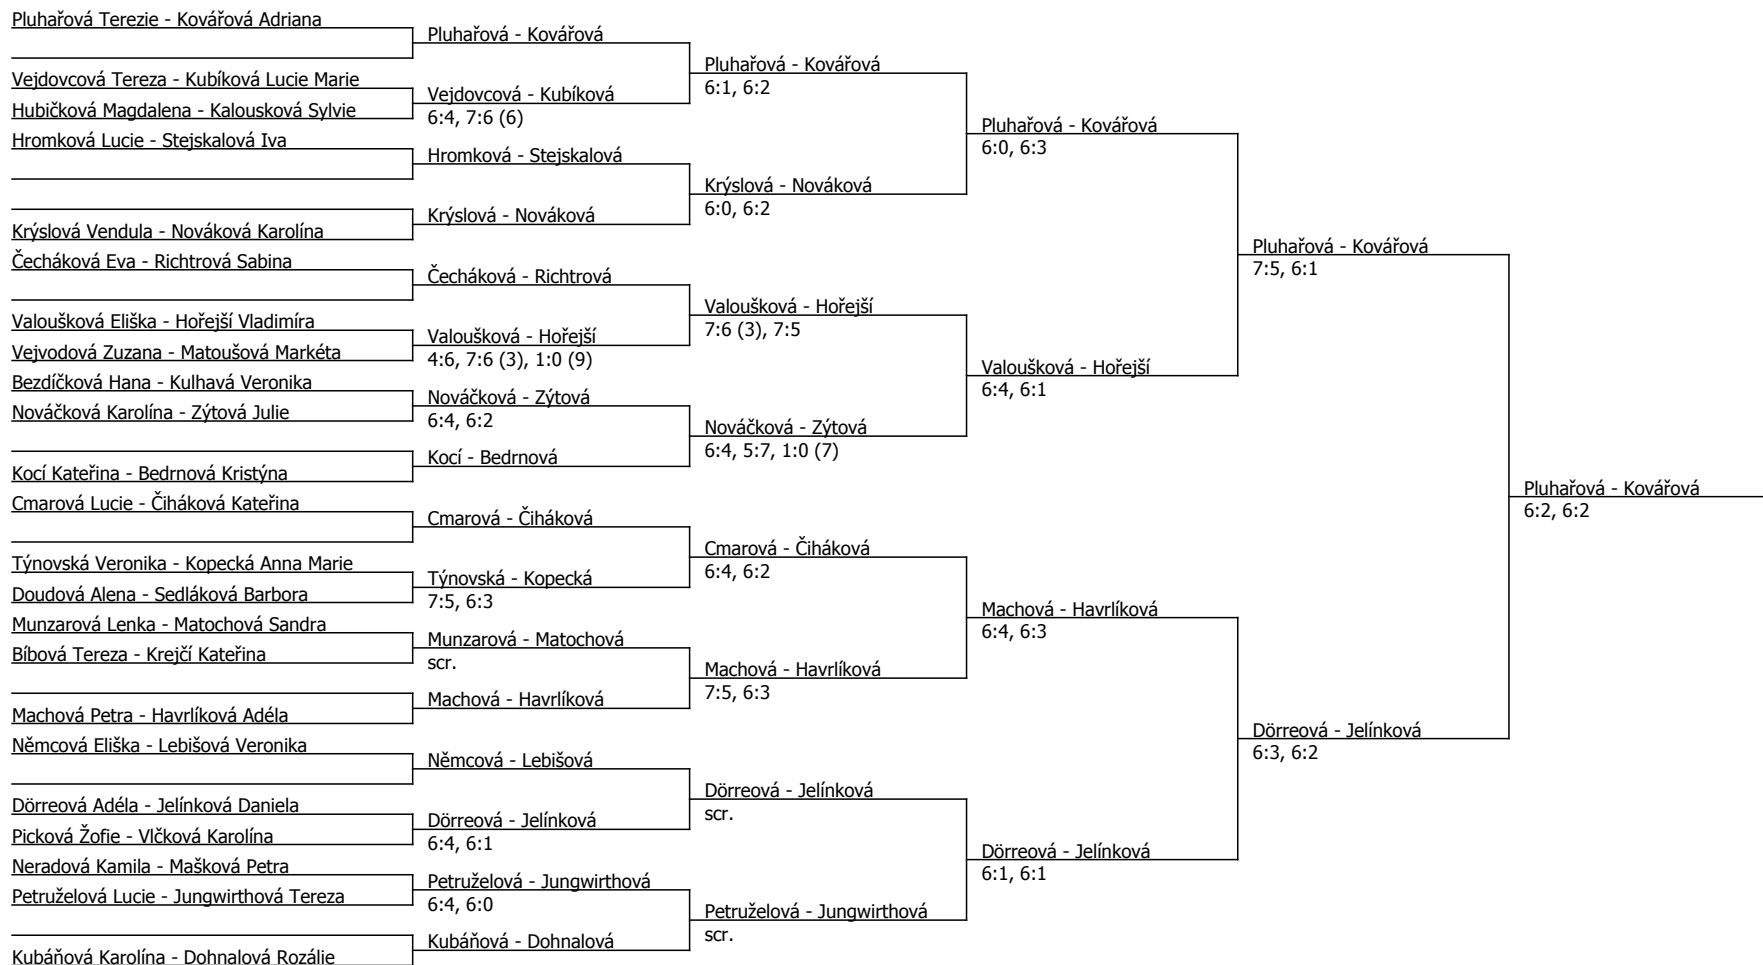 Pluhařová Terezie - Kovářová Adriana
Vejdovcová Tereza - Kubíková Lucie Marie
Hubičková Magdalena - Kalousková Sylvie
Hromková Lucie - Stejskalová Iva
Krýslová Vendula - Nováková Karolína
Čecháková Eva - Richtrová Sabina
Valoušková Eliška - Hořejší Vladimíra
Vejvodová Zuzana - Matoušová Markéta
Bezdíčková Hana - Kulhavá Veronika
Nováčková Karolína - Zýtová Julie
Kocí Kateřina - Bedrnová Kristýna
Cmarová Lucie - Čiháková Kateřina
Týnovská Veronika - Kopecká Anna Marie
Doudová Alena - Sedláková Barbora
Munzarová Lenka - Matochová Sandra
Bíbová Tereza - Krejčí Kateřina
Machová Petra - Havrlíková Adéla
Němcová Eliška - Lebišová Veronika
Dörreová Adéla - Jelínková Daniela
Picková Žofie - Vlčková Karolína
Neradová Kamila - Mašková Petra
Petruželová Lucie - Jungwirthová Tereza
Kubáňová Karolína - Dohnalová Rozálie
Pluhařová - Kovářová
Vejdovcová - Kubíková
6:4, 7:6 (6)
Hromková - Stejskalová
Krýslová - Nováková
Čecháková - Richtrová
Valoušková - Hořejší
4:6, 7:6 (3), 1:0 (9)
Nováčková - Zýtová
6:4, 6:2
Kocí - Bedrnová
Cmarová - Čiháková
Týnovská - Kopecká
7:5, 6:3
Munzarová - Matochová
scr.
Machová - Havrlíková
Němcová - Lebišová
Dörreová - Jelínková
6:4, 6:1
Petruželová - Jungwirthová
6:4, 6:0
Kubáňová - Dohnalová
Pluhařová - Kovářová
6:1, 6:2
Krýslová - Nováková
6:0, 6:2
Valoušková - Hořejší
7:6 (3), 7:5
Nováčková - Zýtová
6:4, 5:7, 1:0 (7)
Cmarová - Čiháková
6:4, 6:2
Machová - Havrlíková
7:5, 6:3
Dörreová - Jelínková
scr.
Petruželová - Jungwirthová
scr.
Pluhařová - Kovářová
6:0, 6:3
Valoušková - Hořejší
6:4, 6:1
Machová - Havrlíková
6:4, 6:3
Dörreová - Jelínková
6:1, 6:1
Pluhařová - Kovářová
7:5, 6:1
Dörreová - Jelínková
6:3, 6:2
Pluhařová - Kovářová
6:2, 6:2